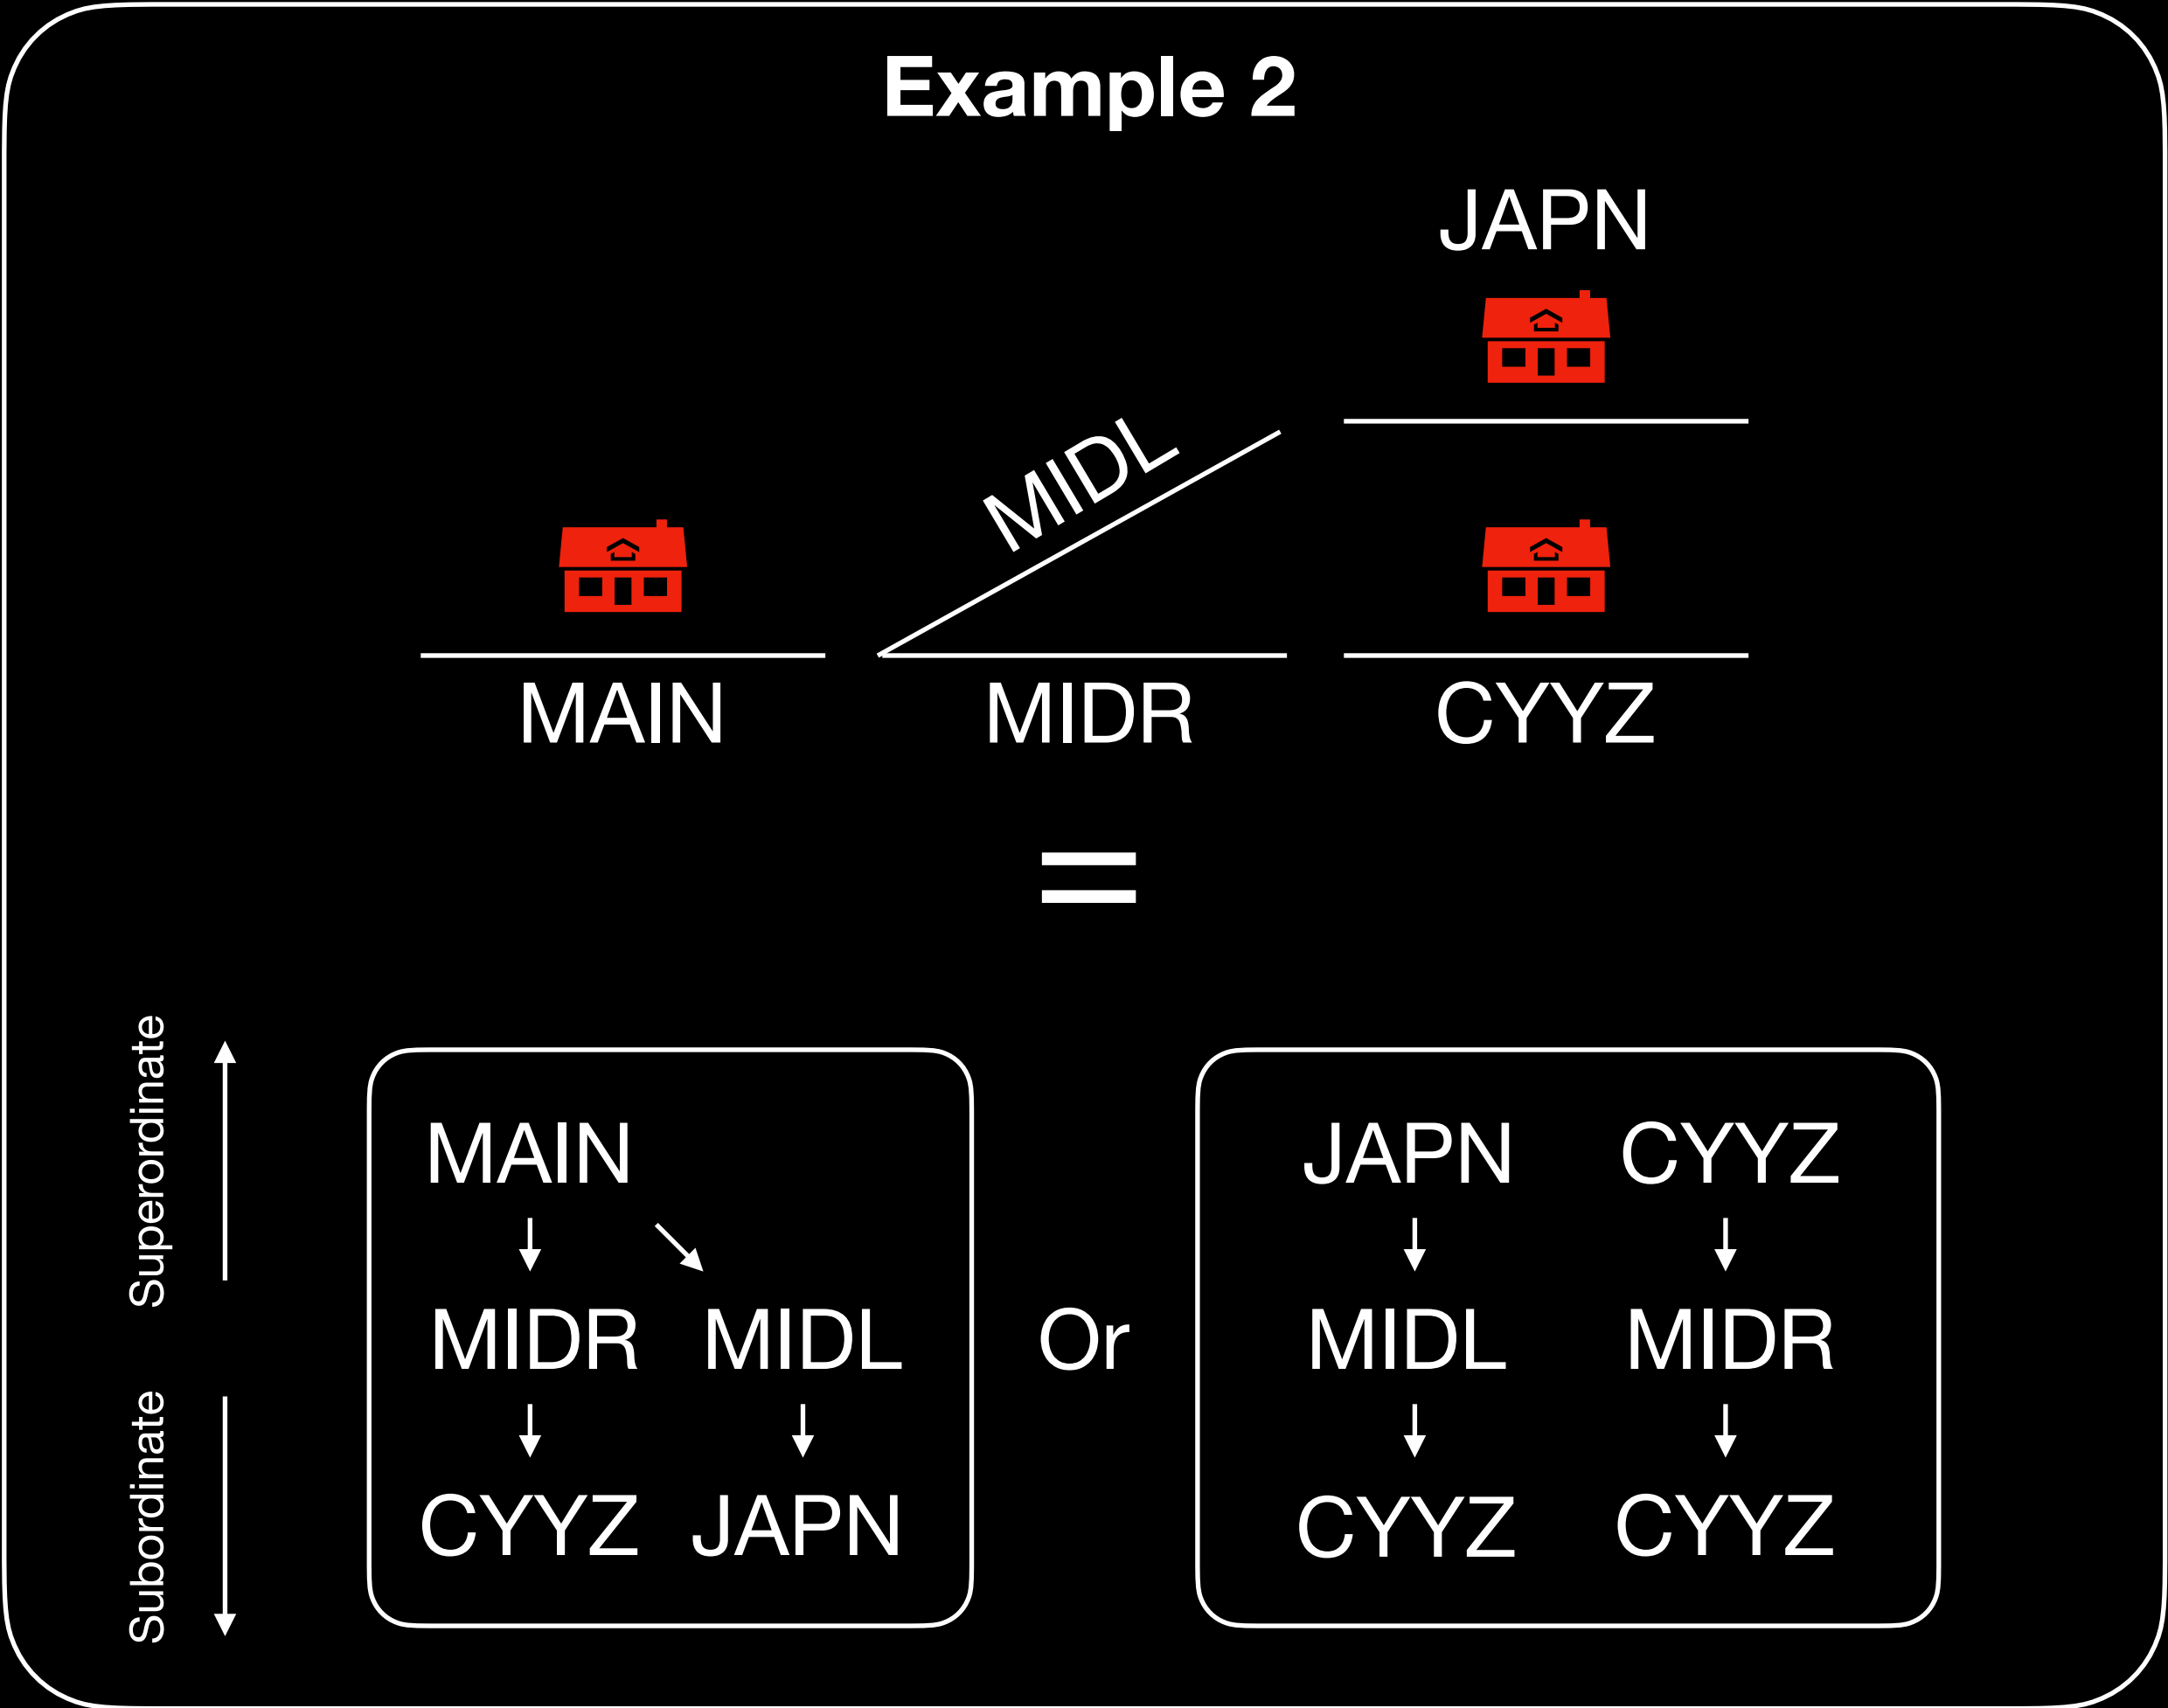 Example 2
JAPN
MIDL
MAIN MIDR CYYZ
=
Superordinate
Subordinate
MAIN
MIDR MIDL
CYYZ JAPN
Or
JAPN CYYZ
MIDL MIDR
CYYZ CYYZ